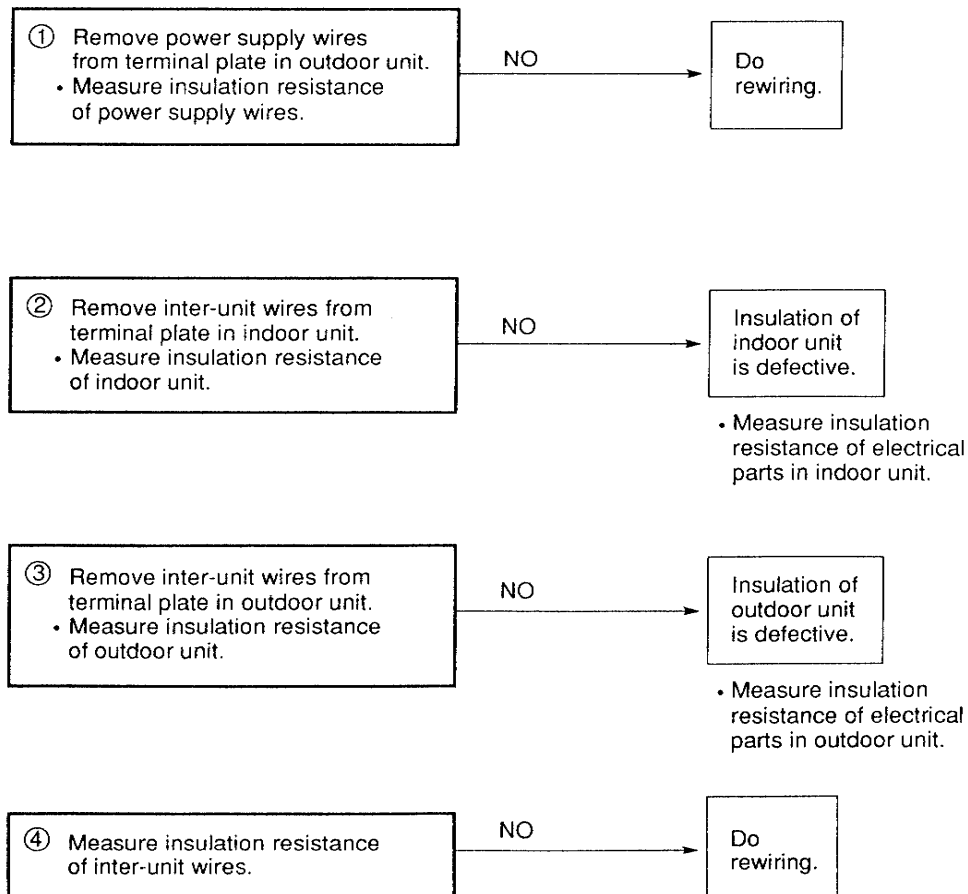 ① Remove power supply wires
from terminal plate in outdoor unit.
• Measure insulation resistance
of power supply wires.
NO
Do
rewiring.
② Remove inter-unit wires from
terminal plate in indoor unit.
• Measure insulation resistance
of indoor unit.
NO
Insulation of
indoor unit
is defective.
• Measure insulation
resistance of electrical
parts in indoor unit.
③ Remove inter-unit wires from
terminal plate in outdoor unit.
• Measure insulation resistance
of outdoor unit.
NO
Insulation of
outdoor unit
is defective.
• Measure insulation
resistance of electrical
parts in outdoor unit.
④ Measure insulation resistance
of inter-unit wires.
NO
Do
rewiring.